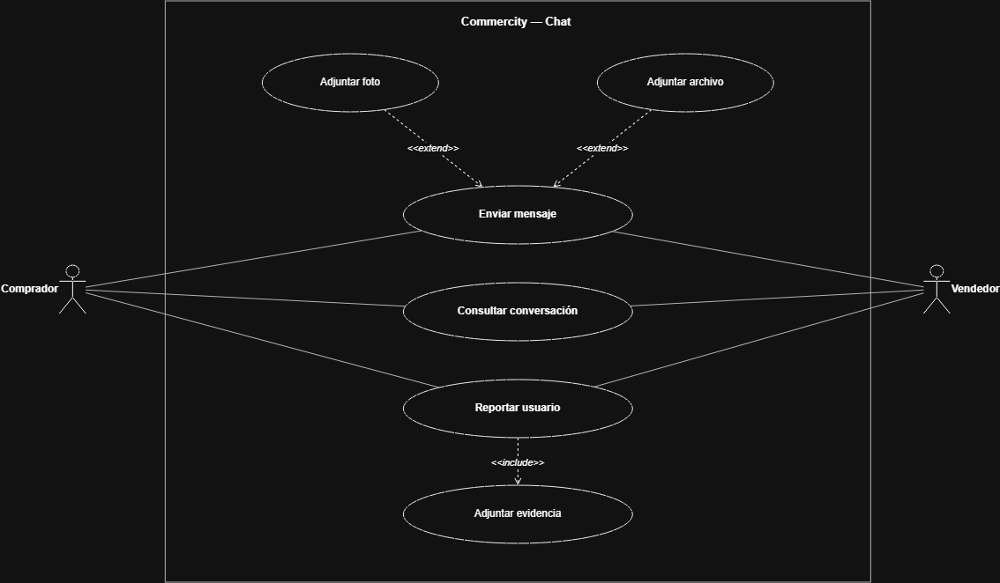 Commercity — Chat
Adjuntar foto
Adjuntar archivo
<<extend>>
<<extend>>
Enviar mensaje
Comprador
Vendedor
Consultar conversación
Reportar usuario
<<include>>
Adjuntar evidencia